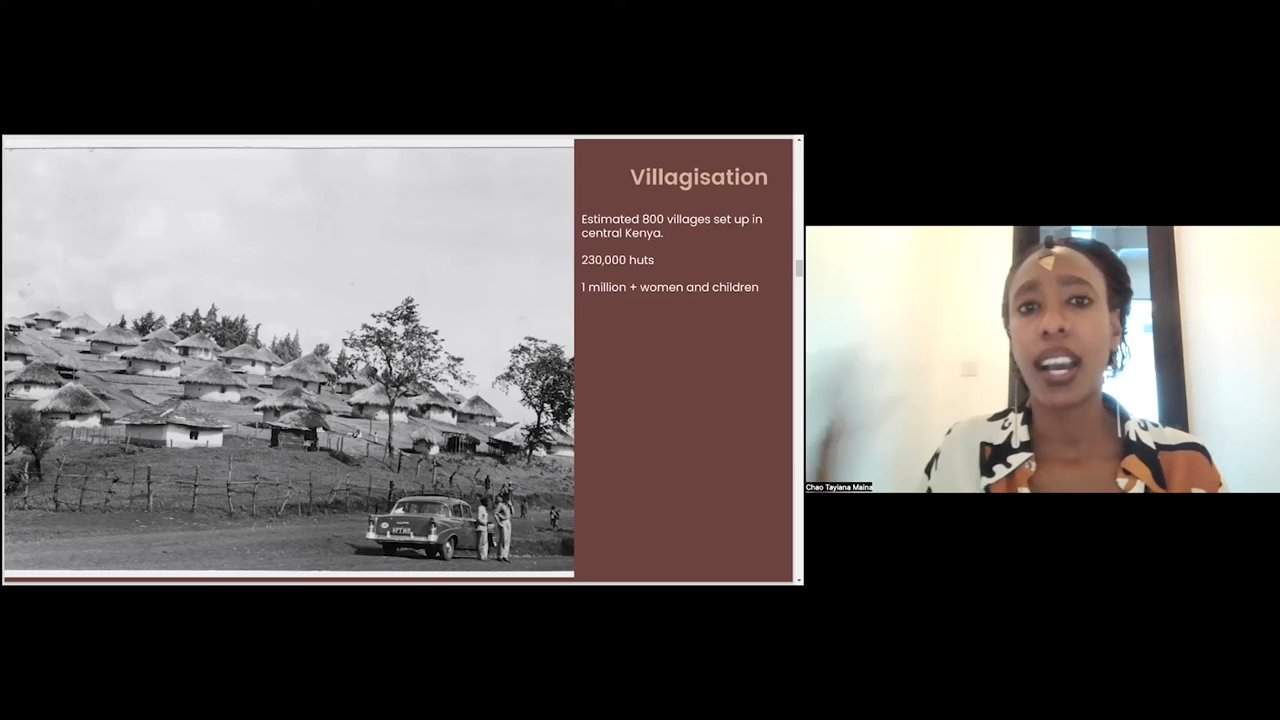 Villagisation
Estimated 800 villages set up in
central Kenya.
230,000 huts
1 million + women and children
Chao Tayiana Maina